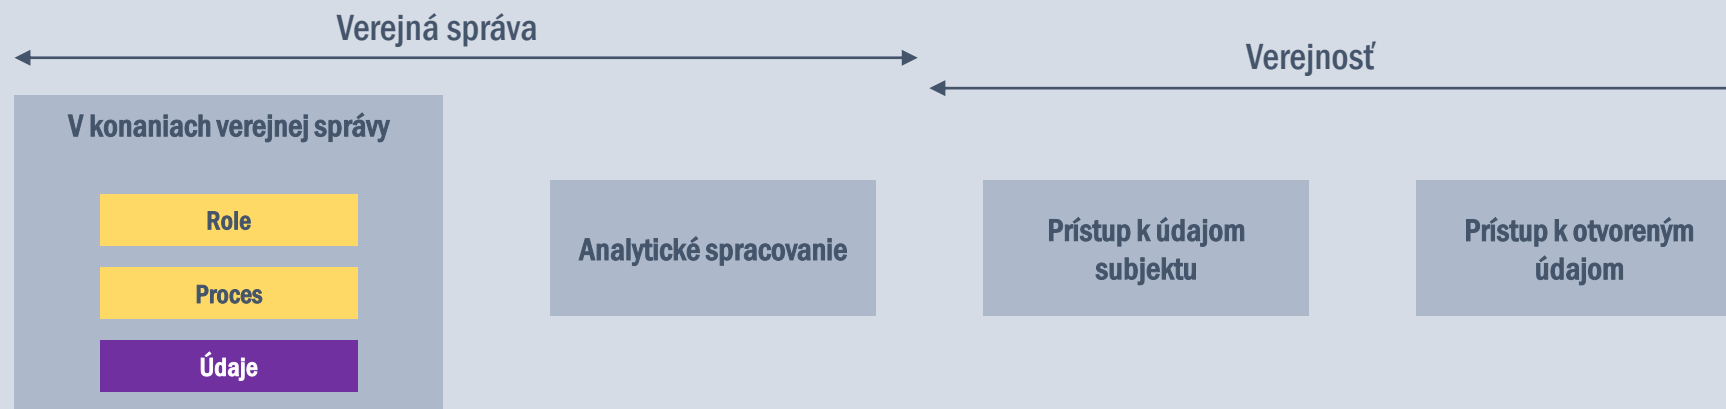 Verejná správa
Verejnosť
V konaniach verejnej správy
Role
Proces
Údaje
Analytické spracovanie
Prístup k údajom
subjektu
Prístup k otvoreným
údajom